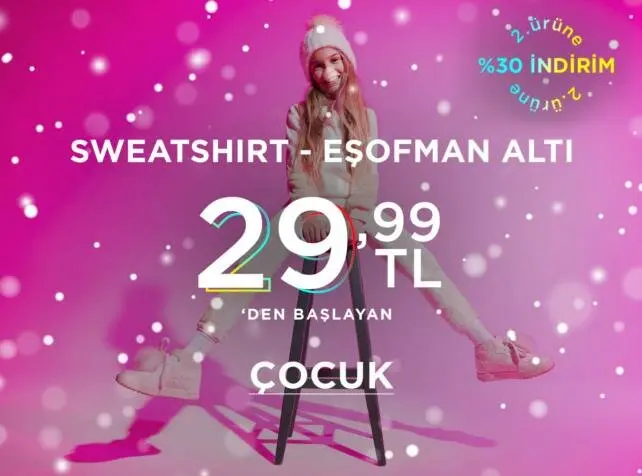 2.ürüne
%30 İNDİRİM
2.ürüne
SWEATSHIRT - EŞOFMAN ALTI
29,99
TL
‘DEN BAŞLAYAN
ÇOCUK